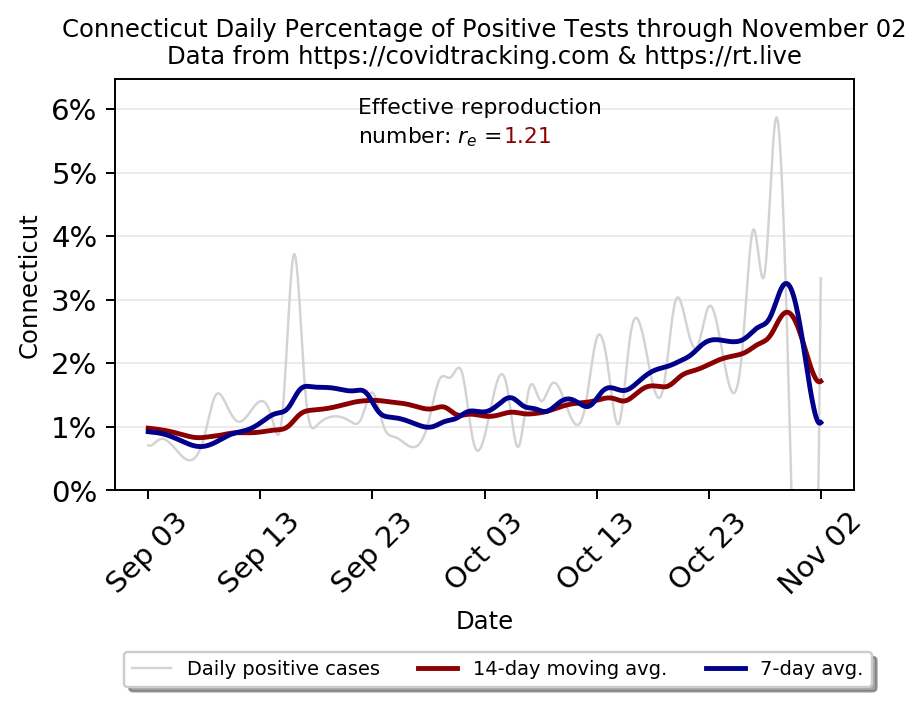 Connecticut Daily Percentage of Positive Tests through November 02
Data from https://covidtracking.com & https://rt.live
Effective reproduction
number: rₑ =1.21
6%
5%
4%
3%
2%
1%
0%
Connecticut
Sep 03
Sep 13
Sep 23
Oct 03
Oct 13
Oct 23
Nov 02
Date
Daily positive cases
14-day moving avg.
7-day avg.